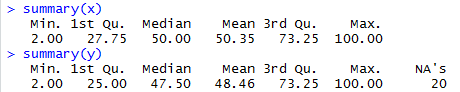 > summary(x)
Min. 1st Qu. Median Mean 3rd Qu. Max.
2.00 27.75 50.00 50.35 73.25 100.00
> summary(y)
Min. 1st Qu. Median Mean 3rd Qu. Max. NA's
2.00 25.00 47.50 48.46 73.25 100.00 20